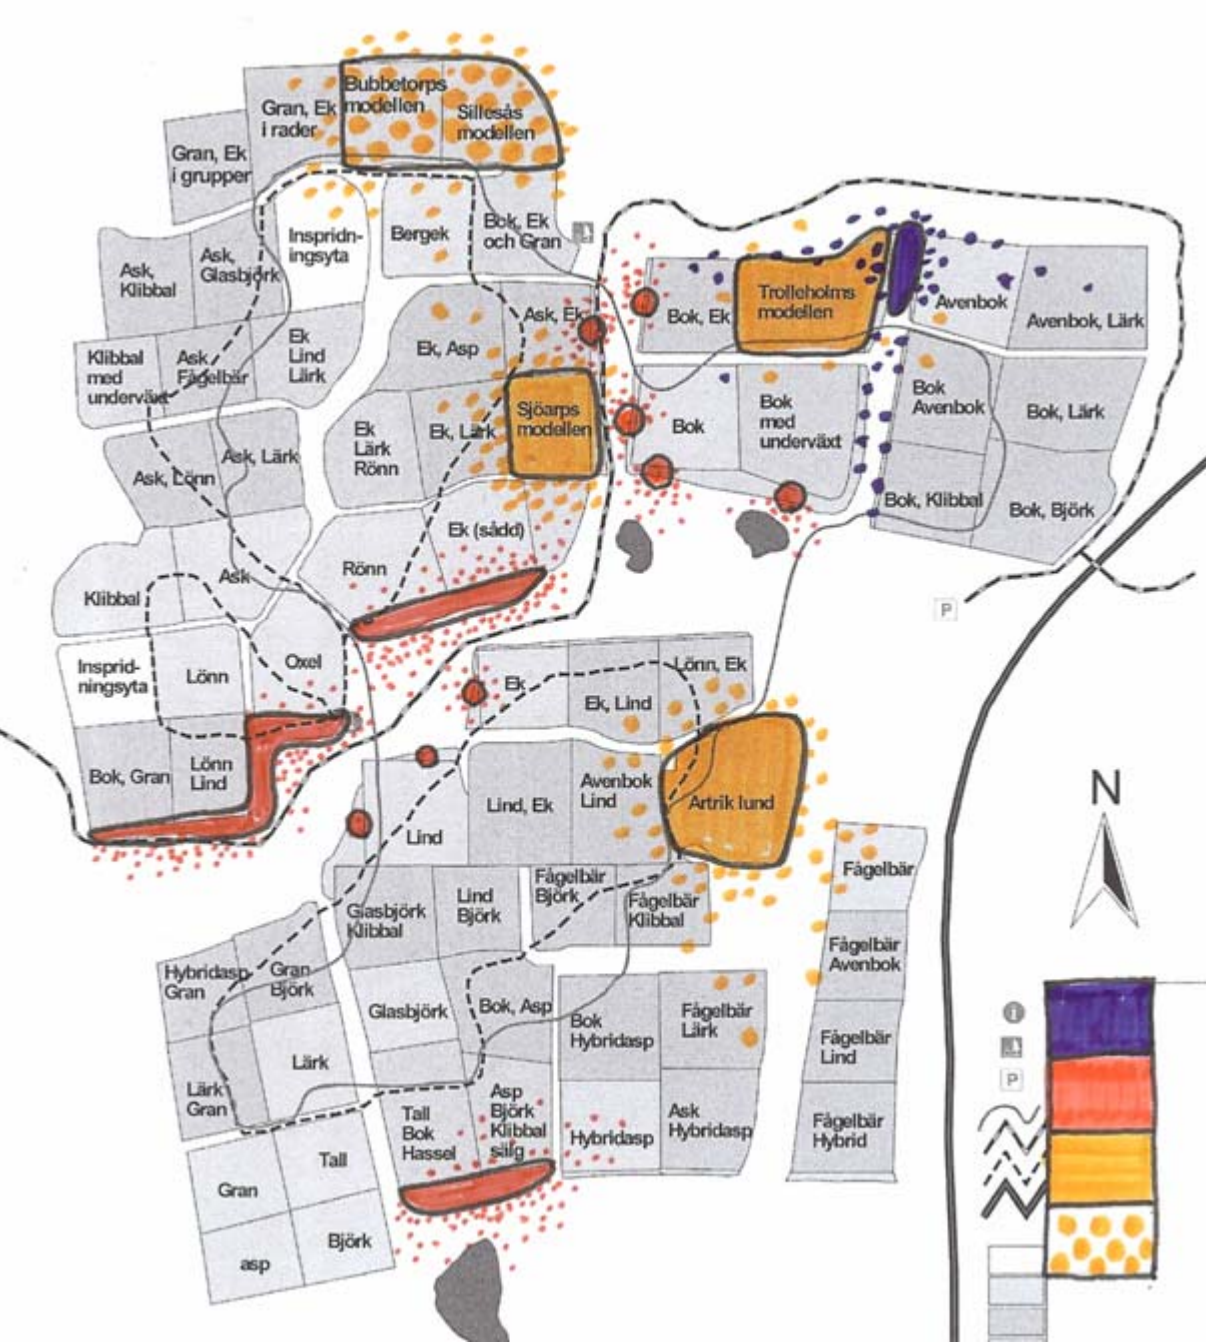 Bubbetorps
modellen
Sillesås
modellen
Gran, Ek
i rader
Gran, Ek
i grupper
Inspridn-
ingsyta
Bergek
Bok, Ek
och Gran
Ask,
Klibbal
Ask,
Glasbjörk
Klibbal
med
underväxt
Ask
Fågelbär
Ek
Lind
Lärk
Ek, Asp
Ask, Ek
Bok, Ek
Trolleholms
modellen
Avenbok
Avenbok, Lärk
Ek
Lärk
Rönn
Ek, Lärk
Sjöarps
modellen
Bok
Bok
med
underväxt
Bok
Avenbok
Bok, Lärk
Ask, Lönn
Ask, Lärk
Ek (sådd)
Bok, Klibbal
Bok, Björk
Klibbal
Ask
Rönn
P
Insprid-
ningsyta
Lönn
Oxel
Ek
Ek, Lind
Lönn, Ek
Bok, Gran
Lönn
Lind
Lind
Lind, Ek
Avenbok
Lind
Artrik lund
N
Glasbjörk
Klibbal
Lind
Björk
Fågelbär
Björk
Fågelbär
Klibbal
Fågelbär
Fågelbär
Avenbok
Hybridasp
Gran
Gran
Björk
Glasbjörk
Bok, Asp
Bok
Hybridasp
Fågelbär
Lärk
Fågelbär
Lind
Lärk
Gran
Lärk
Tall
Bok
Hassel
Asp
Björk
Klibbal
sälg
Hybridasp
Ask
Hybridasp
Fågelbär
Hybrid
Gran
Tall
asp
Björk
i
P